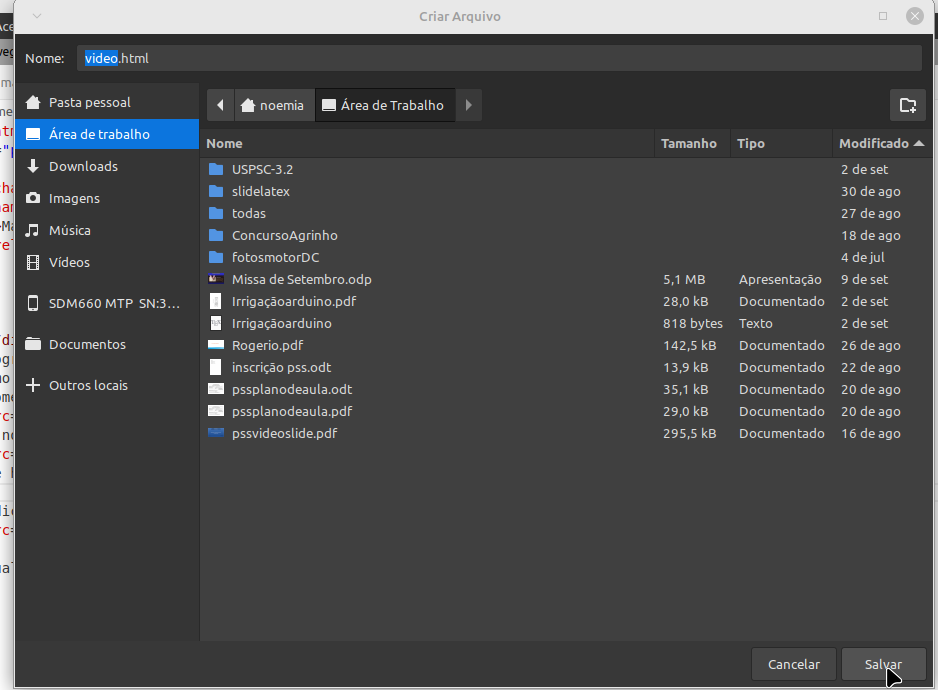 Criar Arquivo
Nome: video.html
Pasta pessoal
Área de trabalho
Downloads
Imagens
Música
Vídeos
SDM660 MTP_SN:3...
Documentos
Outros locais
noemia Área de Trabalho
Nome Tamanho Tipo Modificado
USPSC-3.2 2 de set
slidelatex 30 de ago
todas 27 de ago
ConcursoAgrinho 18 de ago
fotosmotorDC 4 de jul
Missa de Setembro.odp 5,1 MB Apresentação 9 de set
Irrigaçãoarduino.pdf 28,0 kB Documentado 2 de set
Irrigaçãoarduino 818 bytes Texto 2 de set
Rogerio.pdf 142,5 kB Documentado 26 de ago
inscrição pss.odt 13,9 kB Documentado 22 de ago
pssplanodeaula.odt 35,1 kB Documentado 20 de ago
pssplanodeaula.pdf 29,0 kB Documentado 20 de ago
pssvideoslide.pdf 295,5 kB Documentado 16 de ago
Cancelar Salvar